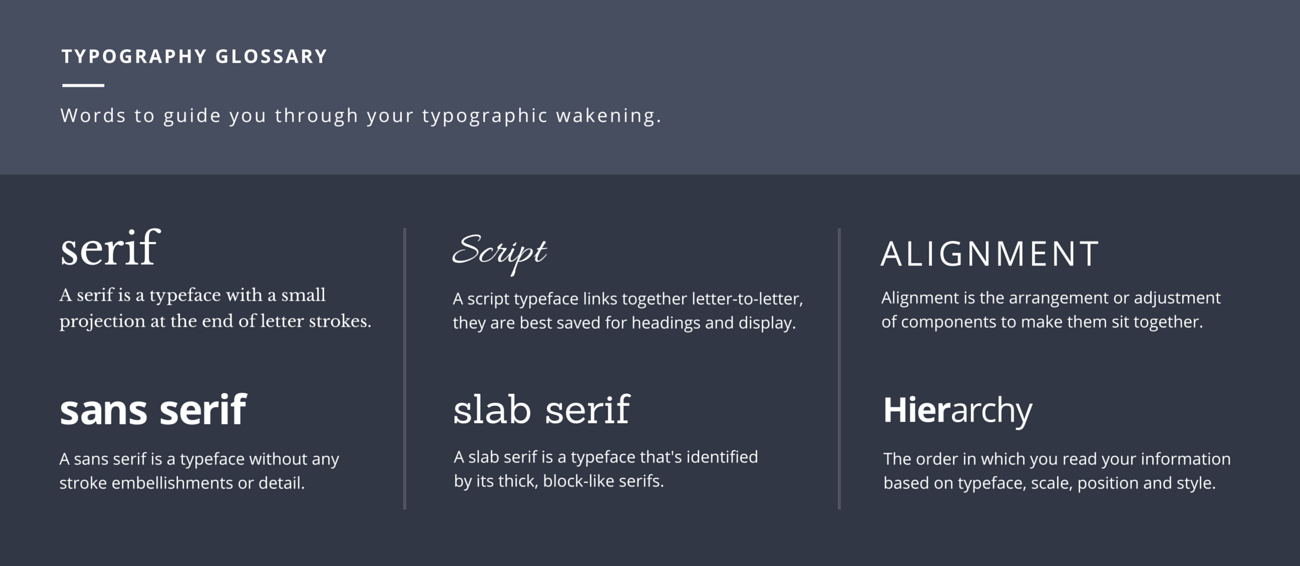 TYPOGRAPHY GLOSSARY
Words to guide you through your typographic wakening.
serif
A serif is a typeface with a small
projection at the end of letter strokes.
sans serif
A sans serif is a typeface without any
stroke embellishments or detail.
Script
A script typeface links together letter-to-letter,
they are best saved for headings and display.
slab serif
A slab serif is a typeface that's identified
by its thick, block-like serifs.
ALIGNMENT
Alignment is the arrangement or adjustment
of components to make them sit together.
Hierarchy
The order in which you read your information
based on typeface, scale, position and style.